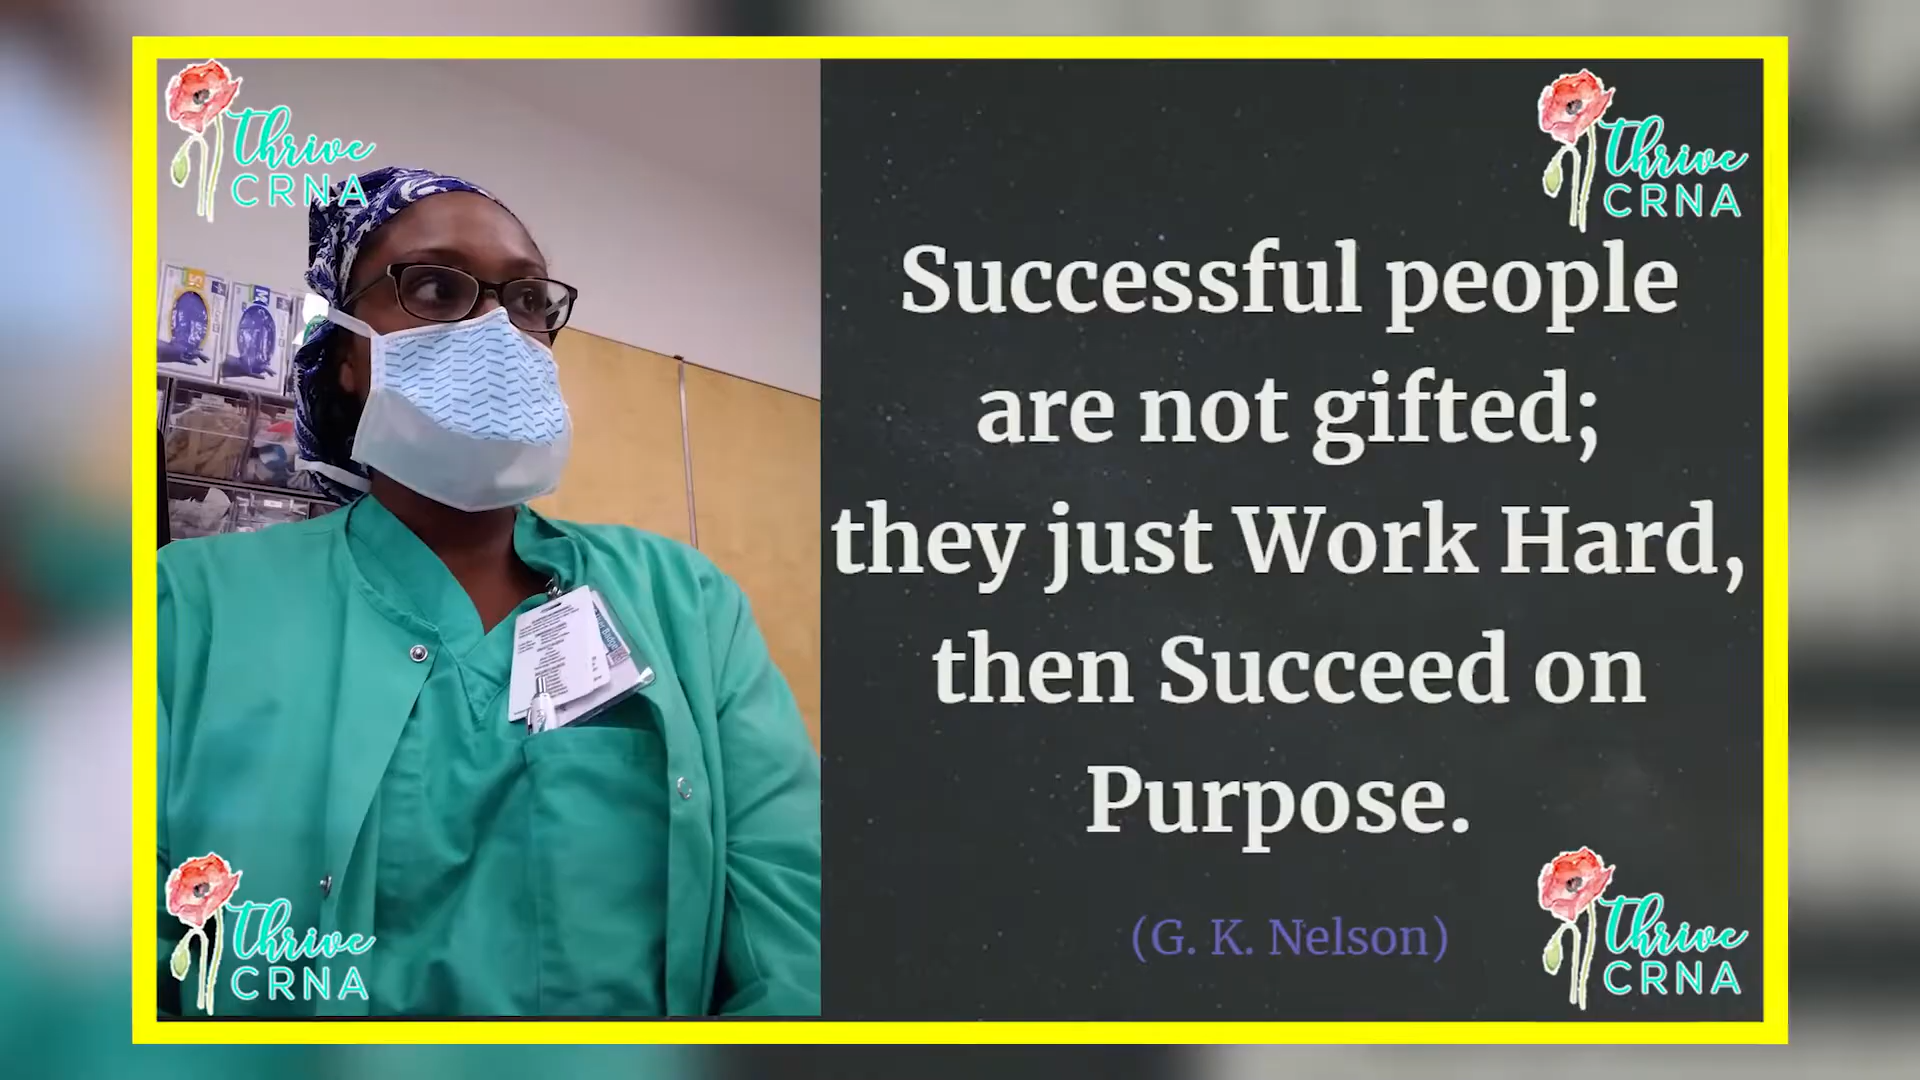 thrive
CRNA
thrive
CRNA
Successful people
are not gifted;
they just Work Hard,
then Succeed on
Purpose.
(G. K. Nelson)
thrive
CRNA
thrive
CRNA